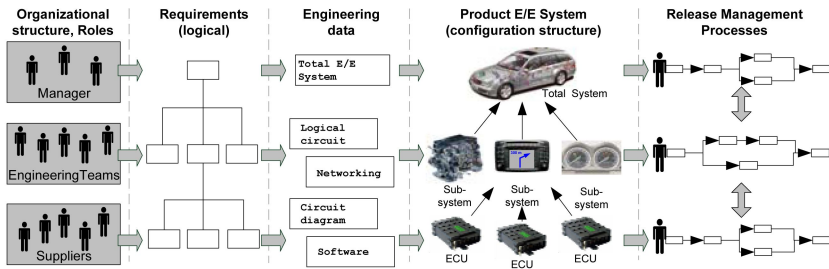 Organizational
structure, Roles
Requirements
(logical)
Engineering
data
Product E/E System
(configuration structure)
Release Management
Processes
Manager
Total E/E
System
Total System
EngineeringTeams
Logical
circuit
Networking
Sub-
system
Sub-
system
Sub-
system
Suppliers
Circuit
diagram
Software
ECU
ECU
ECU